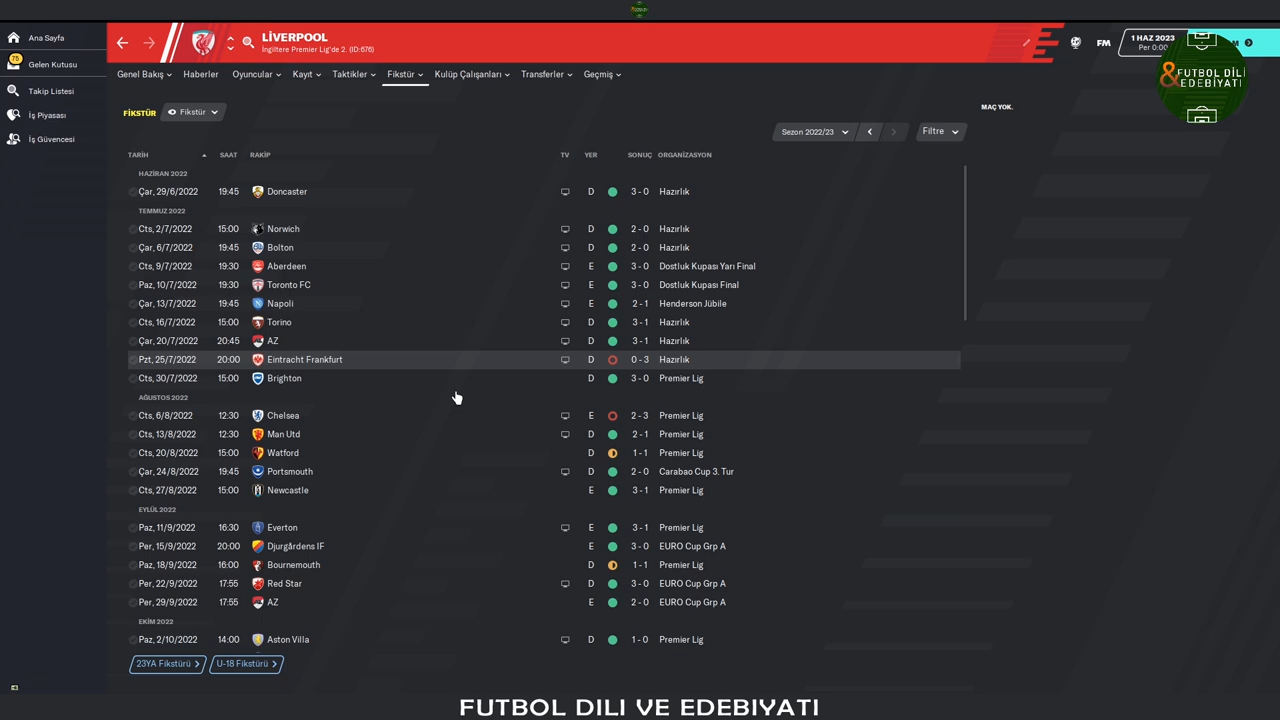 LİVERPOOL
İngiltere Premier Lig'de 2. (ID:676)
FM
1 HAZ 2023
Per 0:00
M
Ana Sayfa
75
Gelen Kutusu
Takip Listesi
İş Piyasası
İş Güvencesi
Genel Bakış Haberler Oyuncular Kayıt Taktikler Fikstür Kulüp Çalışanları Transferler Geçmiş
&FUTBOL DİLİ
EDEBİYATI
FİKSTÜR Fikstür
MAÇ YOK.
Sezon 2022/23 Filtre
TARİH SAAT RAKİP TV YER SONUÇ ORGANİZASYON
HAZİRAN 2022
Çar, 29/6/2022 19:45 Doncaster D 3 - 0 Hazırlık
TEMMUZ 2022
Cts, 2/7/2022 15:00 Norwich D 2 - 0 Hazırlık
Çar, 6/7/2022 19:45 Bolton D 2 - 0 Hazırlık
Cts, 9/7/2022 19:30 Aberdeen E 3 - 0 Dostluk Kupası Yarı Final
Paz, 10/7/2022 19:30 Toronto FC E 3 - 0 Dostluk Kupası Final
Çar, 13/7/2022 19:45 Napoli E 2 - 1 Henderson Jübile
Cts, 16/7/2022 15:00 Torino D 3 - 1 Hazırlık
Çar, 20/7/2022 20:45 AZ D 3 - 1 Hazırlık
Pzt, 25/7/2022 20:00 Eintracht Frankfurt D 0 - 3 Hazırlık
Cts, 30/7/2022 15:00 Brighton D 3 - 0 Premier Lig
AĞUSTOS 2022
Cts, 6/8/2022 12:30 Chelsea E 2 - 3 Premier Lig
Cts, 13/8/2022 12:30 Man Utd D 2 - 1 Premier Lig
Cts, 20/8/2022 15:00 Watford D 1 - 1 Premier Lig
Çar, 24/8/2022 19:45 Portsmouth D 2 - 0 Carabao Cup 3. Tur
Cts, 27/8/2022 15:00 Newcastle E 3 - 1 Premier Lig
EYLÜL 2022
Paz, 11/9/2022 16:30 Everton E 3 - 1 Premier Lig
Per, 15/9/2022 20:00 Djurgårdens IF E 3 - 0 EURO Cup Grp A
Paz, 18/9/2022 16:00 Bournemouth D 1 - 1 Premier Lig
Per, 22/9/2022 17:55 Red Star D 3 - 0 EURO Cup Grp A
Per, 29/9/2022 17:55 AZ E 2 - 0 EURO Cup Grp A
EKİM 2022
Paz, 2/10/2022 14:00 Aston Villa D 1 - 0 Premier Lig
23YA Fikstürü U-18 Fikstürü
FUTBOL DILI VE EDEBIYATI